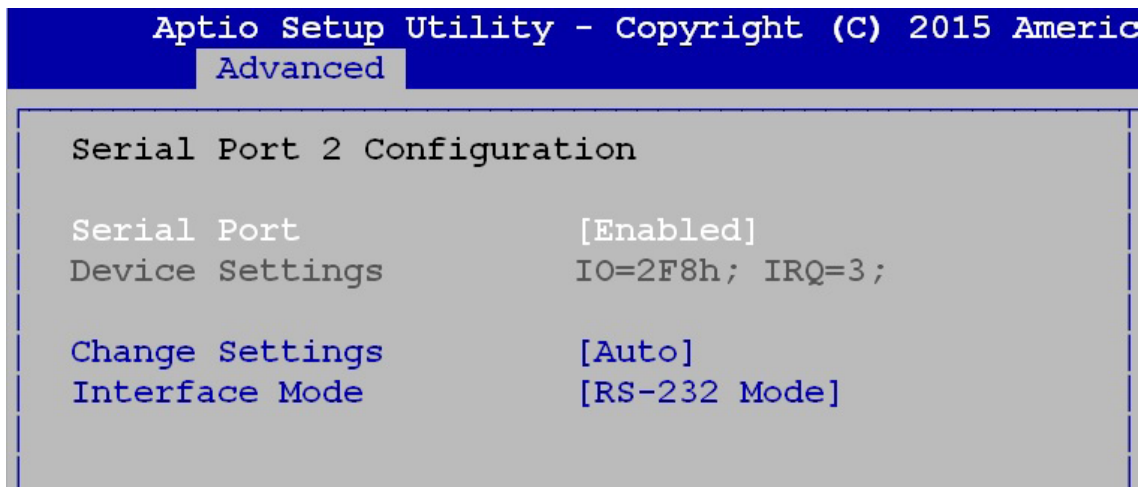 Aptio Setup Utility - Copyright (C) 2015 Americ
Advanced
Serial Port 2 Configuration
Serial Port [Enabled]
Device Settings IO=2F8h; IRQ=3;
Change Settings [Auto]
Interface Mode [RS-232 Mode]